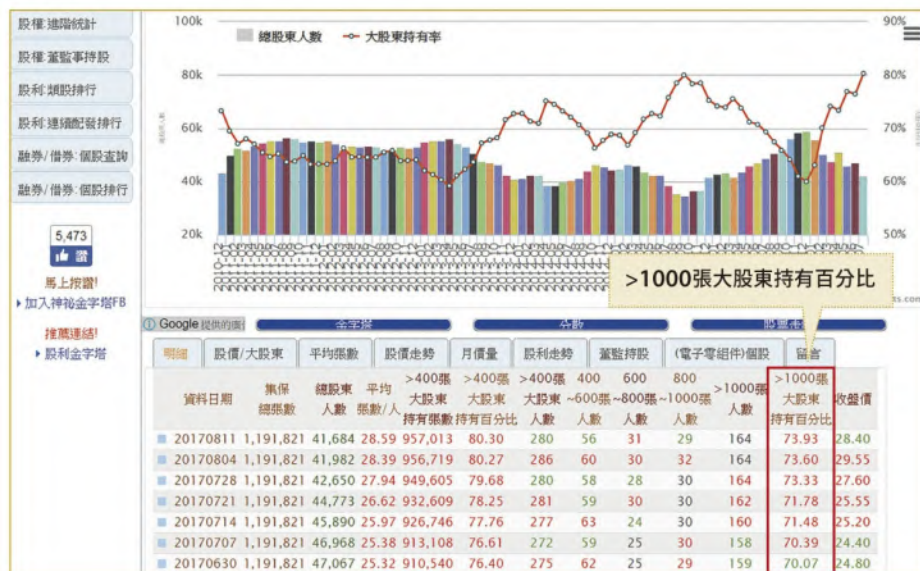 股權:進階統計
股權:董監事持股
股利:類股排行
股利:連續配發排行
融券/借券:個股查詢
融券/借券:個股排行
5,473
讚
馬上按讚!
加入神祕金字塔FB
推薦連結!
股利金字塔
總股東人數 大股東持有率
100k
80k
60k
40k
20k
90%
80%
70%
60%
50%
>1000張大股東持有百分比
Google 提供的廣
金字塔 分散
明細 股價/大股東 平均張數 股價走勢 月價量 股利走勢 董監持股 (電子零組件)個股 留言
資料日期 集保總張數 總股東人數 平均張數/人 >400張大股東持有張數 >400張大股東持有百分比 >400張大股東人數 400~600張人數 600~800張人數 800~1000張人數 >1000張人數 >1000張大股東持有百分比 收盤價
20170811 1,191,821 41,684 28.59 957,013 80.30 280 56 31 29 164 73.93 28.40
20170804 1,191,821 41,982 28.39 956,719 80.27 286 60 30 32 164 73.60 29.55
20170728 1,191,821 42,650 27.94 949,605 79.68 280 58 28 30 164 73.33 27.60
20170721 1,191,821 44,773 26.62 932,609 78.25 281 59 30 30 162 71.78 25.55
20170714 1,191,821 45,890 25.97 926,746 77.76 277 63 24 30 160 71.48 25.20
20170707 1,191,821 46,968 25.38 913,108 76.61 272 59 25 30 158 70.39 24.40
20170630 1,191,821 47,067 25.32 910,540 76.40 275 62 25 29 159 70.07 24.80